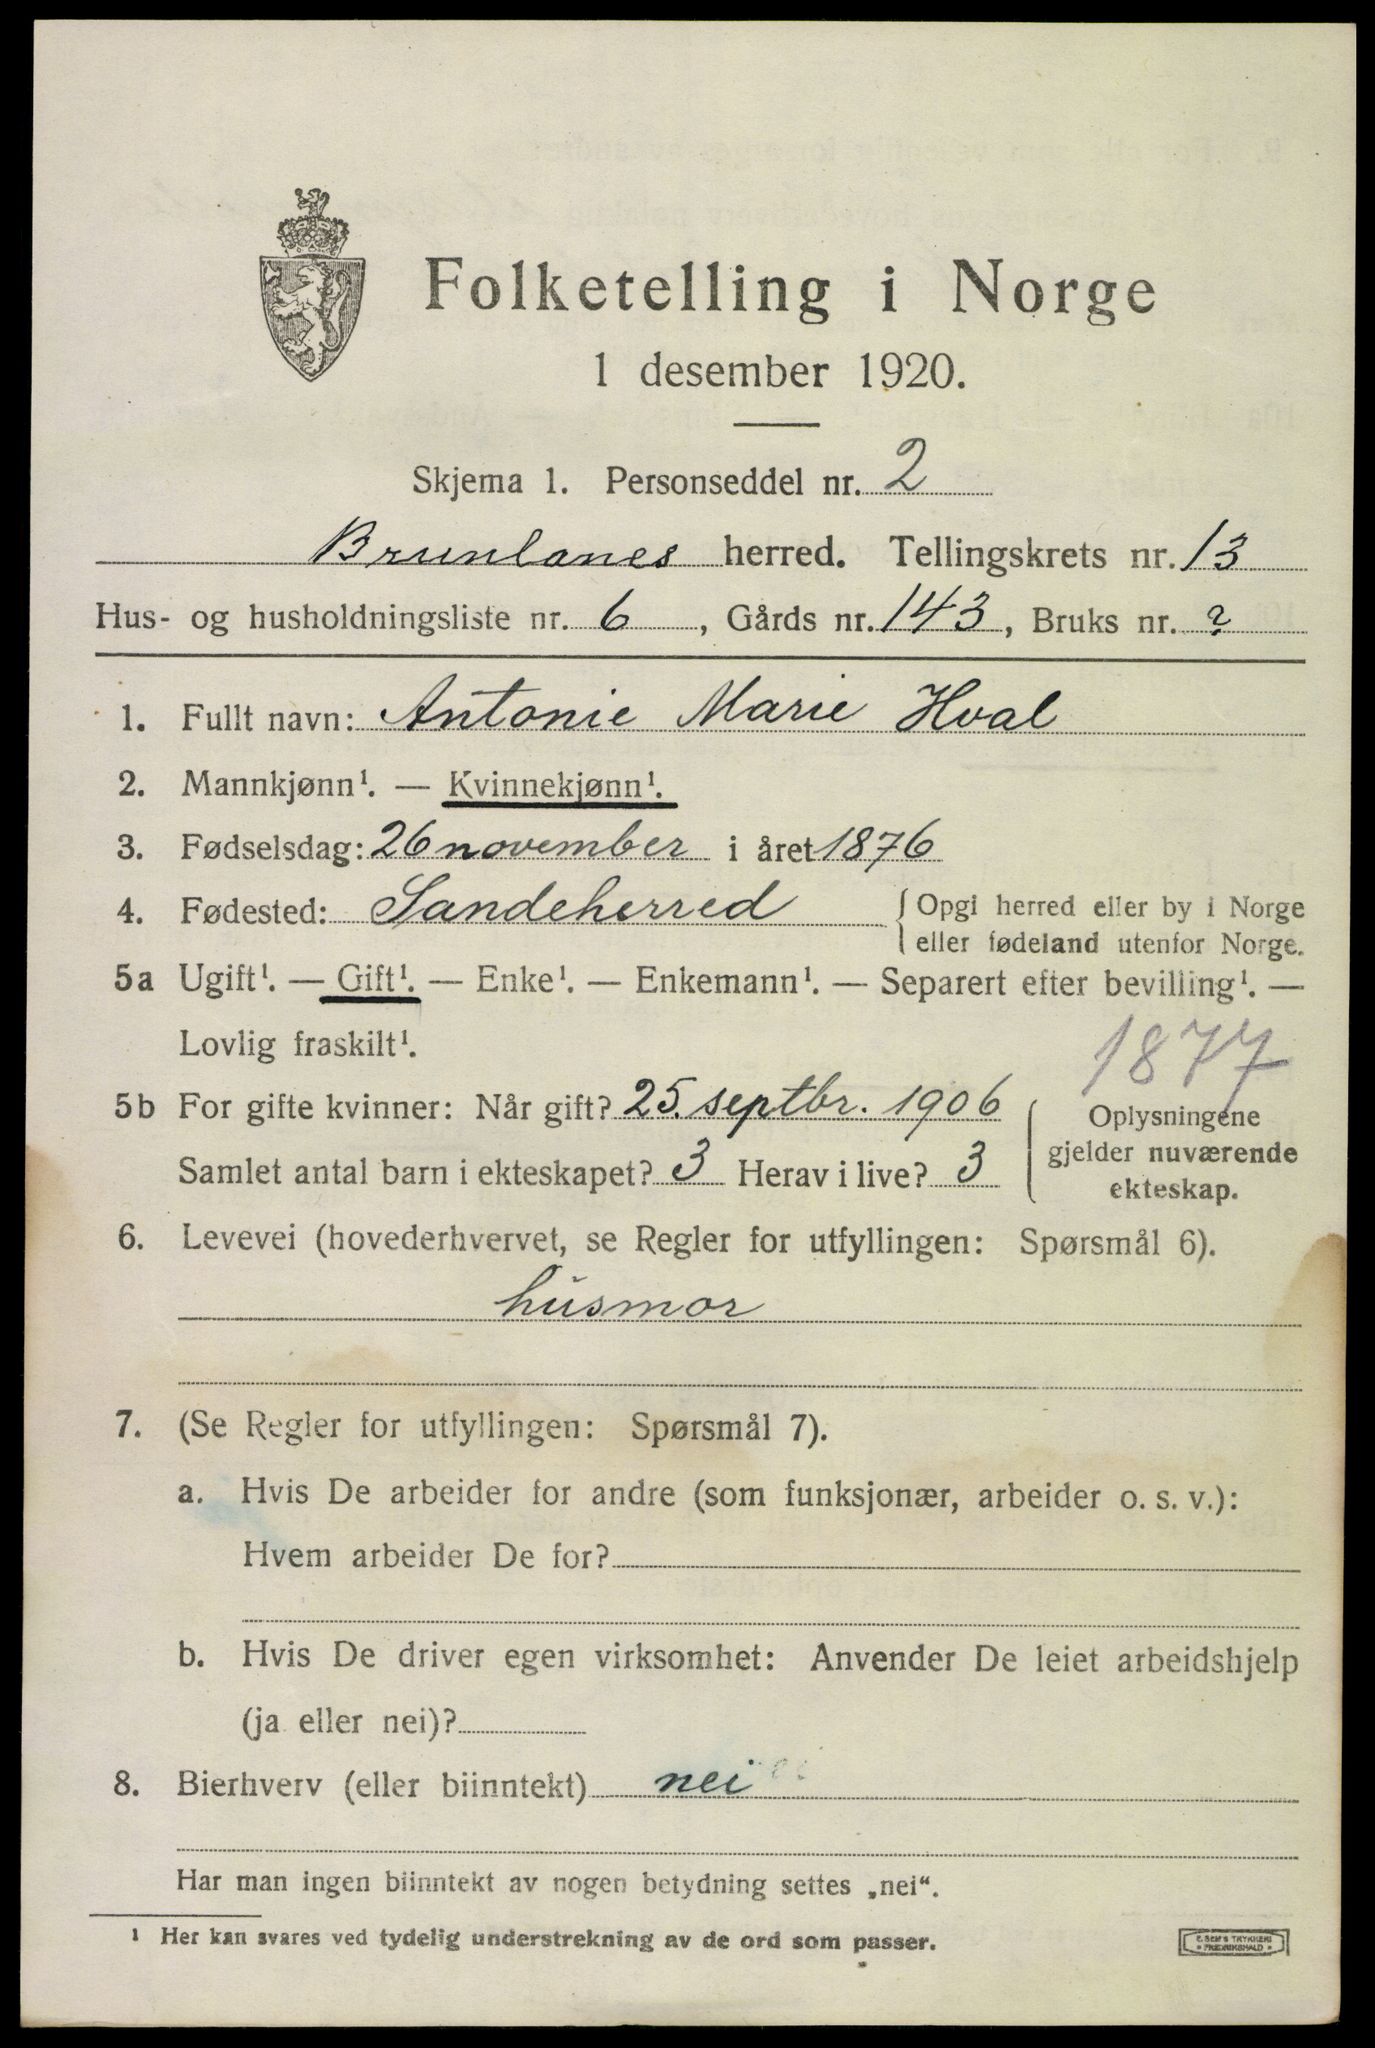 Folketelling i Norge
1 desember 1920.
Skjema 1. Personseddel nr. 2
Brunlanes herred. Tellingskrets nr. 13
Hus- og husholdningsliste nr. 6, Gårds nr. 143, Bruks nr. ?
1. Fullt navn: Antonie Marie Hval
2. Mannkjønn¹. — Kvinnekjønn¹.
3. Fødselsdag: 26 november i året 1876
4. Fødested: Sandeherred { Opgi herred eller by i Norge
eller fødeland utenfor Norge.
5a Ugift¹. — Gift¹. — Enke¹. — Enkemann¹. — Separert efter bevilling¹. —
Lovlig fraskilt¹.
1877
5b For gifte kvinner: Når gift? 25. septbr. 1906
Samlet antal barn i ekteskapet? 3 Herav i live? 3
Oplysningene
gjelder nuværende
ekteskap.
6. Levevei (hovederhvervet, se Regler for utfyllingen: Spørsmål 6).
husmor
7. (Se Regler for utfyllingen: Spørsmål 7).
a. Hvis De arbeider for andre (som funksjonær, arbeider o. s. v.):
Hvem arbeider De for?
b. Hvis De driver egen virksomhet: Anvender De leiet arbeidshjelp
(ja eller nei)?
8. Bierhverv (eller biinntekt) nei
Har man ingen biinntekt av nogen betydning settes „nei“.
¹ Her kan svares ved tydelig understrekning av de ord som passer.
E. SEM'S TRYKKERI
FREDRIKSHALD